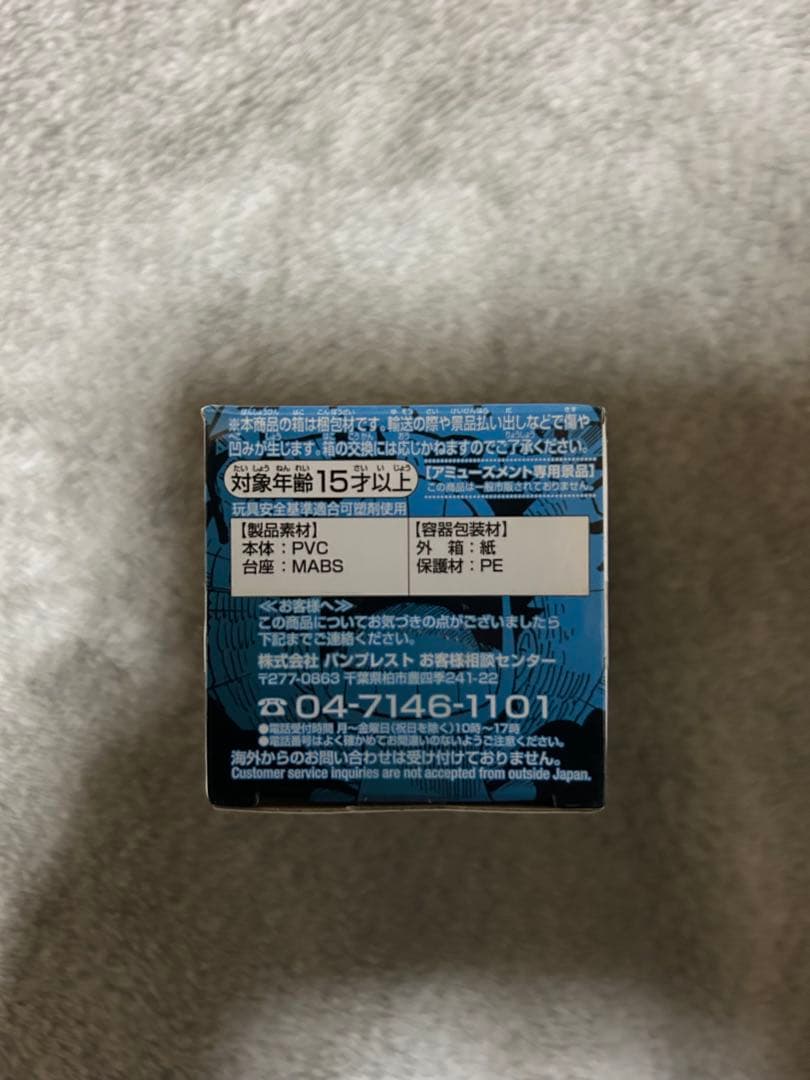 ※本商品の箱は梱包材です。輸送の際や景品払い出しなどで傷や
凹みが生じます。箱の交換には応じかねますのでご了承ください。
対象年齢15才以上
【アミューズメント専用景品】
この商品は一般市販されておりません。
玩具安全基準適合可塑剤使用
【製品素材】
本体：PVC
台座：MABS
【容器包装材】
外　箱：紙
保護材：PE
≪お客様へ≫
この商品についてお気づきの点がございましたら
下記までご連絡ください。
株式会社 バンプレスト お客様相談センター
〒277-0863 千葉県柏市豊四季241-22
☎04-7146-1101
●電話受付時間 月～金曜日(祝日を除く)10時～17時
●電話番号はよく確かめてお間違いのないようご注意ください。
海外からのお問い合わせは受け付けておりません。
Customer service inquiries are not accepted from outside Japan.